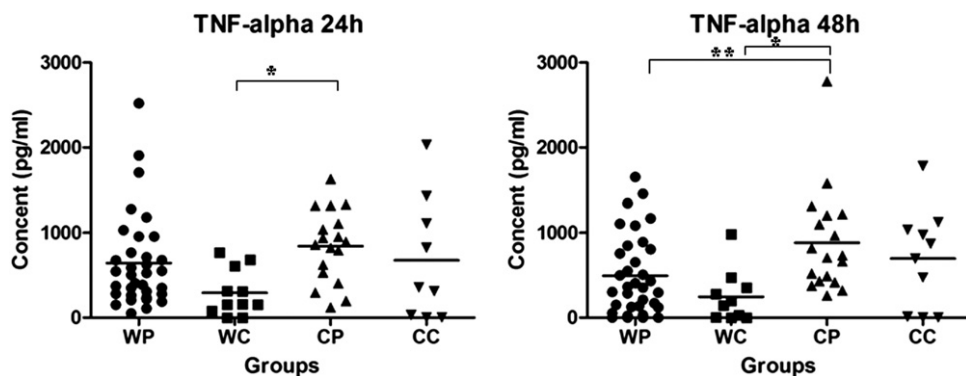 TNF-alpha 24h
*
3000
2000
1000
0
Concent (pg/ml)
WP WC CP CC
Groups
TNF-alpha 48h
*
**
3000
2000
1000
0
Concent (pg/ml)
WP WC CP CC
Groups